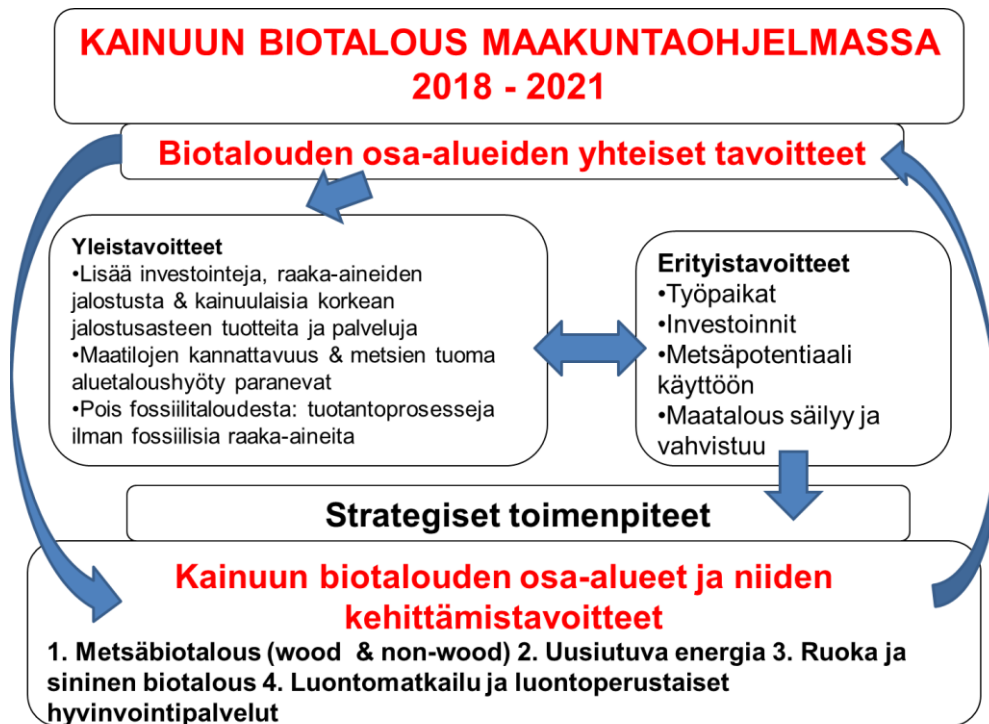 KAINUUN BIOTALOUS MAAKUNTAOHJELMASSA
2018 - 2021
Biotalouden osa-alueiden yhteiset tavoitteet
Yleistavoitteet
•Lisää investointeja, raaka-aineiden
jalostusta & kainuulaisia korkean
jalostusasteen tuotteita ja palveluja
•Maatilojen kannattavuus & metsien tuoma
aluetaloushyöty paranevat
•Pois fossiilitaloudesta: tuotantoprosesseja
ilman fossiilisia raaka-aineita
Erityistavoitteet
•Työpaikat
•Investoinnit
•Metsäpotentiaali
käyttöön
•Maatalous säilyy ja
vahvistuu
Strategiset toimenpiteet
Kainuun biotalouden osa-alueet ja niiden
kehittämistavoitteet
1. Metsäbiotalous (wood & non-wood) 2. Uusiutuva energia 3. Ruoka ja
sininen biotalous 4. Luontomatkailu ja luontoperustaiset
hyvinvointipalvelut